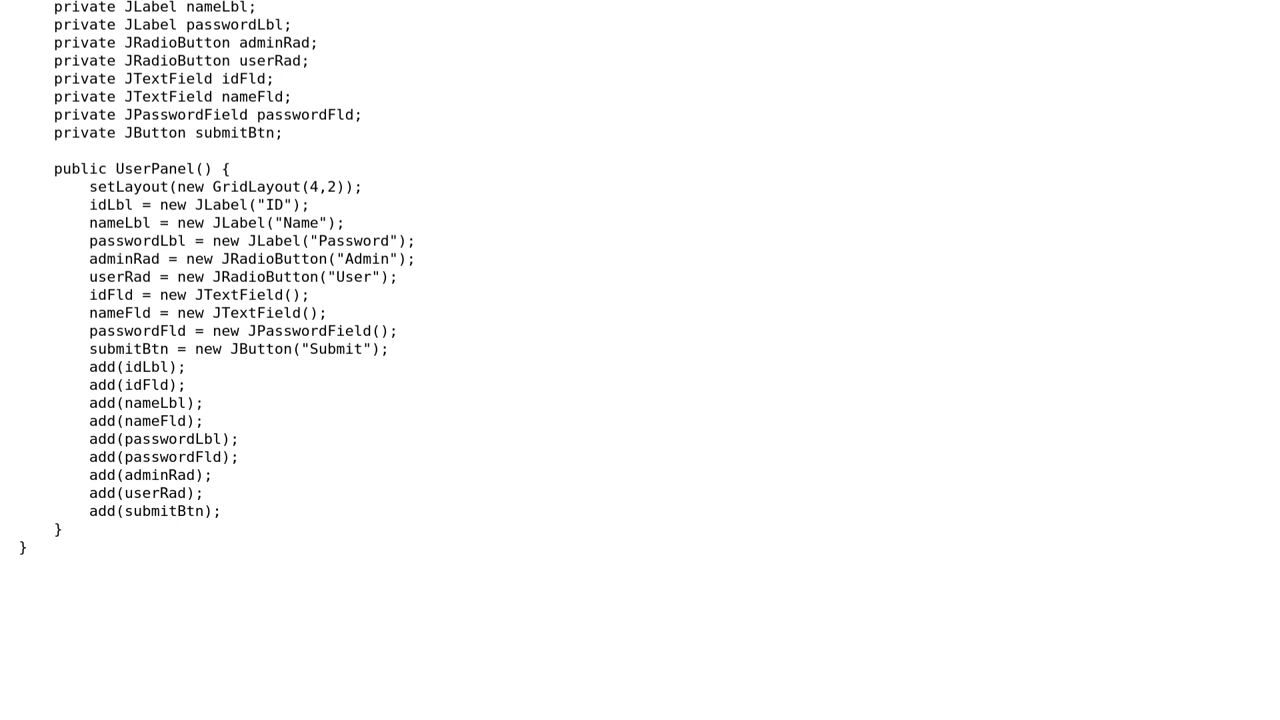 private JLabel nameLbl;
private JLabel passwordLbl;
private JRadioButton adminRad;
private JRadioButton userRad;
private JTextField idFld;
private JTextField nameFld;
private JPasswordField passwordFld;
private JButton submitBtn;
public UserPanel() {
setLayout(new GridLayout(4,2));
idLbl = new JLabel("ID");
nameLbl = new JLabel("Name");
passwordLbl = new JLabel("Password");
adminRad = new JRadioButton("Admin");
userRad = new JRadioButton("User");
idFld = new JTextField();
nameFld = new JTextField();
passwordFld = new JPasswordField();
submitBtn = new JButton("Submit");
add(idLbl);
add(idFld);
add(nameLbl);
add(nameFld);
add(passwordLbl);
add(passwordFld);
add(adminRad);
add(userRad);
add(submitBtn);
}
}